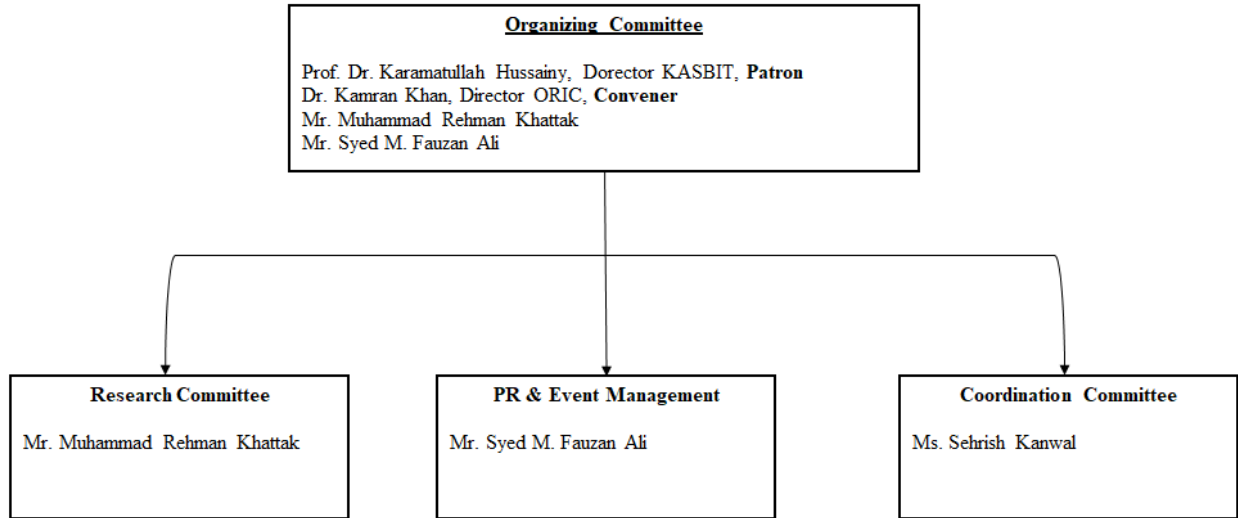 Organizing Committee
Prof. Dr. Karamatullah Hussainy, Dorector KASBIT, Patron
Dr. Kamran Khan, Director ORIC, Convener
Mr. Muhammad Rehman Khattak
Mr. Syed M. Fauzan Ali
Research Committee
Mr. Muhammad Rehman Khattak
PR & Event Management
Mr. Syed M. Fauzan Ali
Coordination Committee
Ms. Sehrish Kanwal